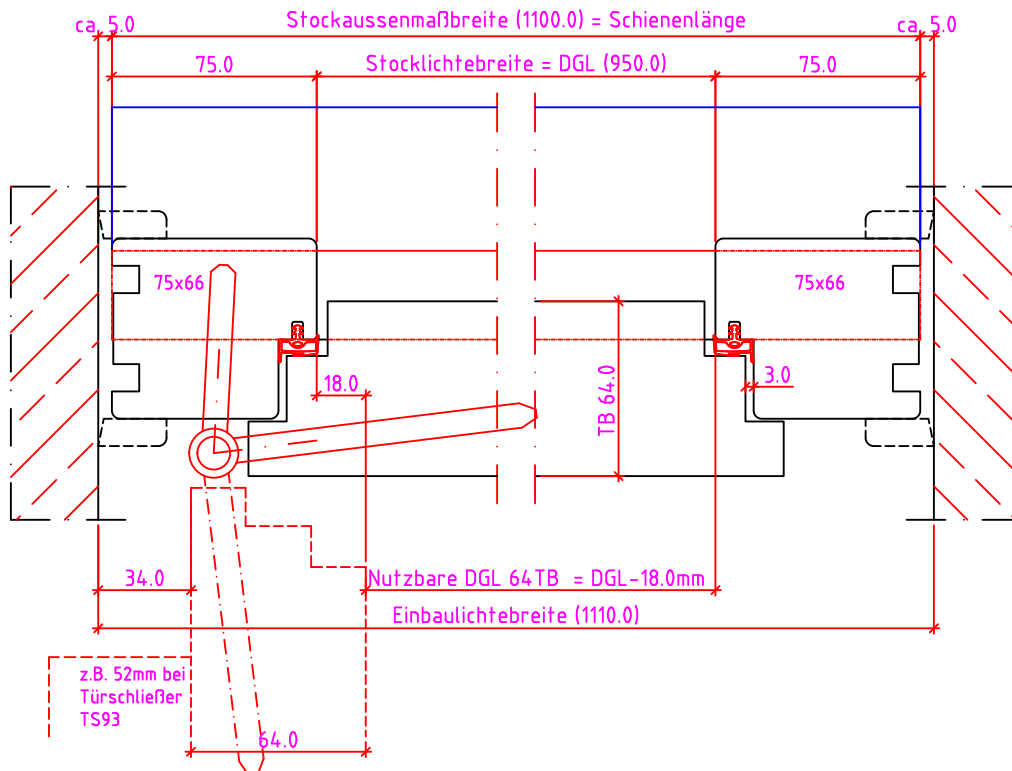 Stockaussenmaßbreite (1100.0) = Schienenlänge
ca. 5.0
ca. 5.0
75.0
Stocklichtebreite = DGL (950.0)
75.0
75x66
75x66
18.0
TB 64.0
3.0
34.0
Nutzbare DGL 64TB = DGL-18.0mm
Einbaulichtebreite (1110.0)
z.B. 52mm bei
Türschließer
TS93
64.0